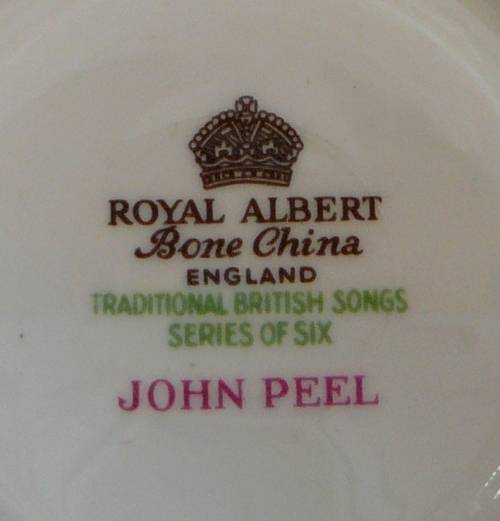 ROYAL ALBERT
Bone China
ENGLAND
TRADITIONAL BRITISH SONGS
SERIES OF SIX
JOHN PEEL